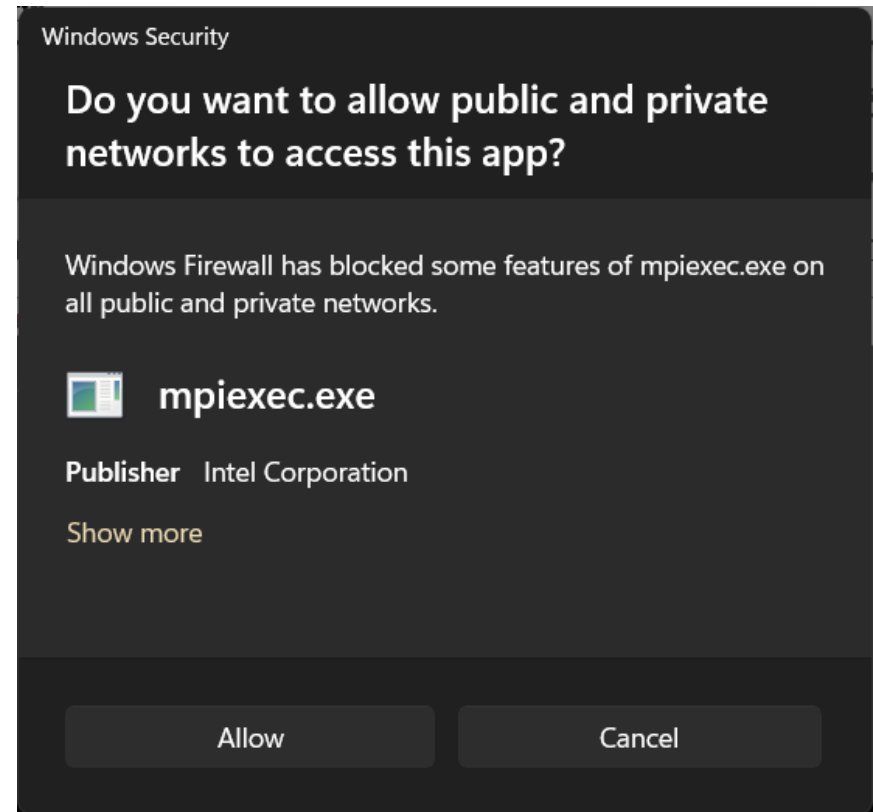 Windows Security
Do you want to allow public and private
networks to access this app?
Windows Firewall has blocked some features of mpiexec.exe on
all public and private networks.
mpiexec.exe
Publisher Intel Corporation
Show more
Allow Cancel